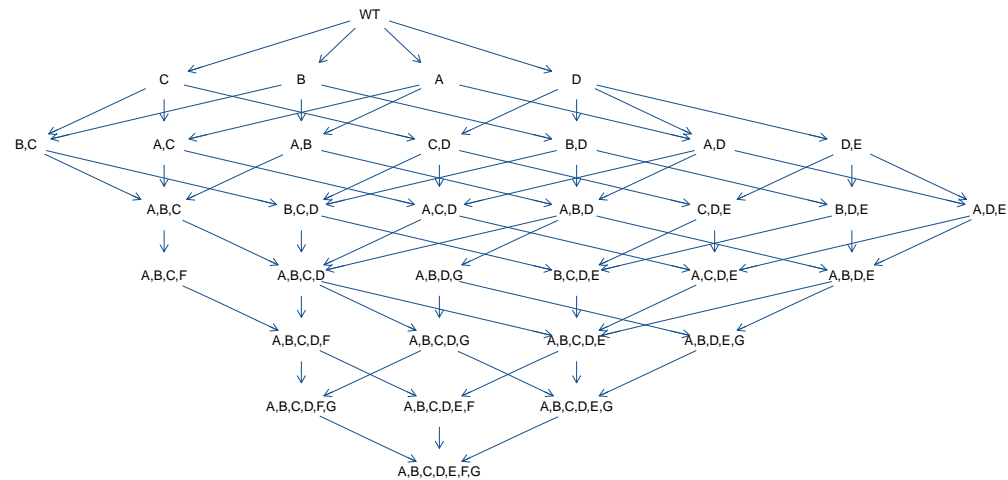 WT
C B A D
B,C A,C A,B C,D B,D A,D D,E
A,B,C B,C,D A,C,D A,B,D C,D,E B,D,E A,D,E
A,B,C,F A,B,C,D A,B,D,G B,C,D,E A,C,D,E A,B,D,E
A,B,C,D,F A,B,C,D,G A,B,C,D,E A,B,D,E,G
A,B,C,D,F,G A,B,C,D,E,F A,B,C,D,E,G
A,B,C,D,E,F,G